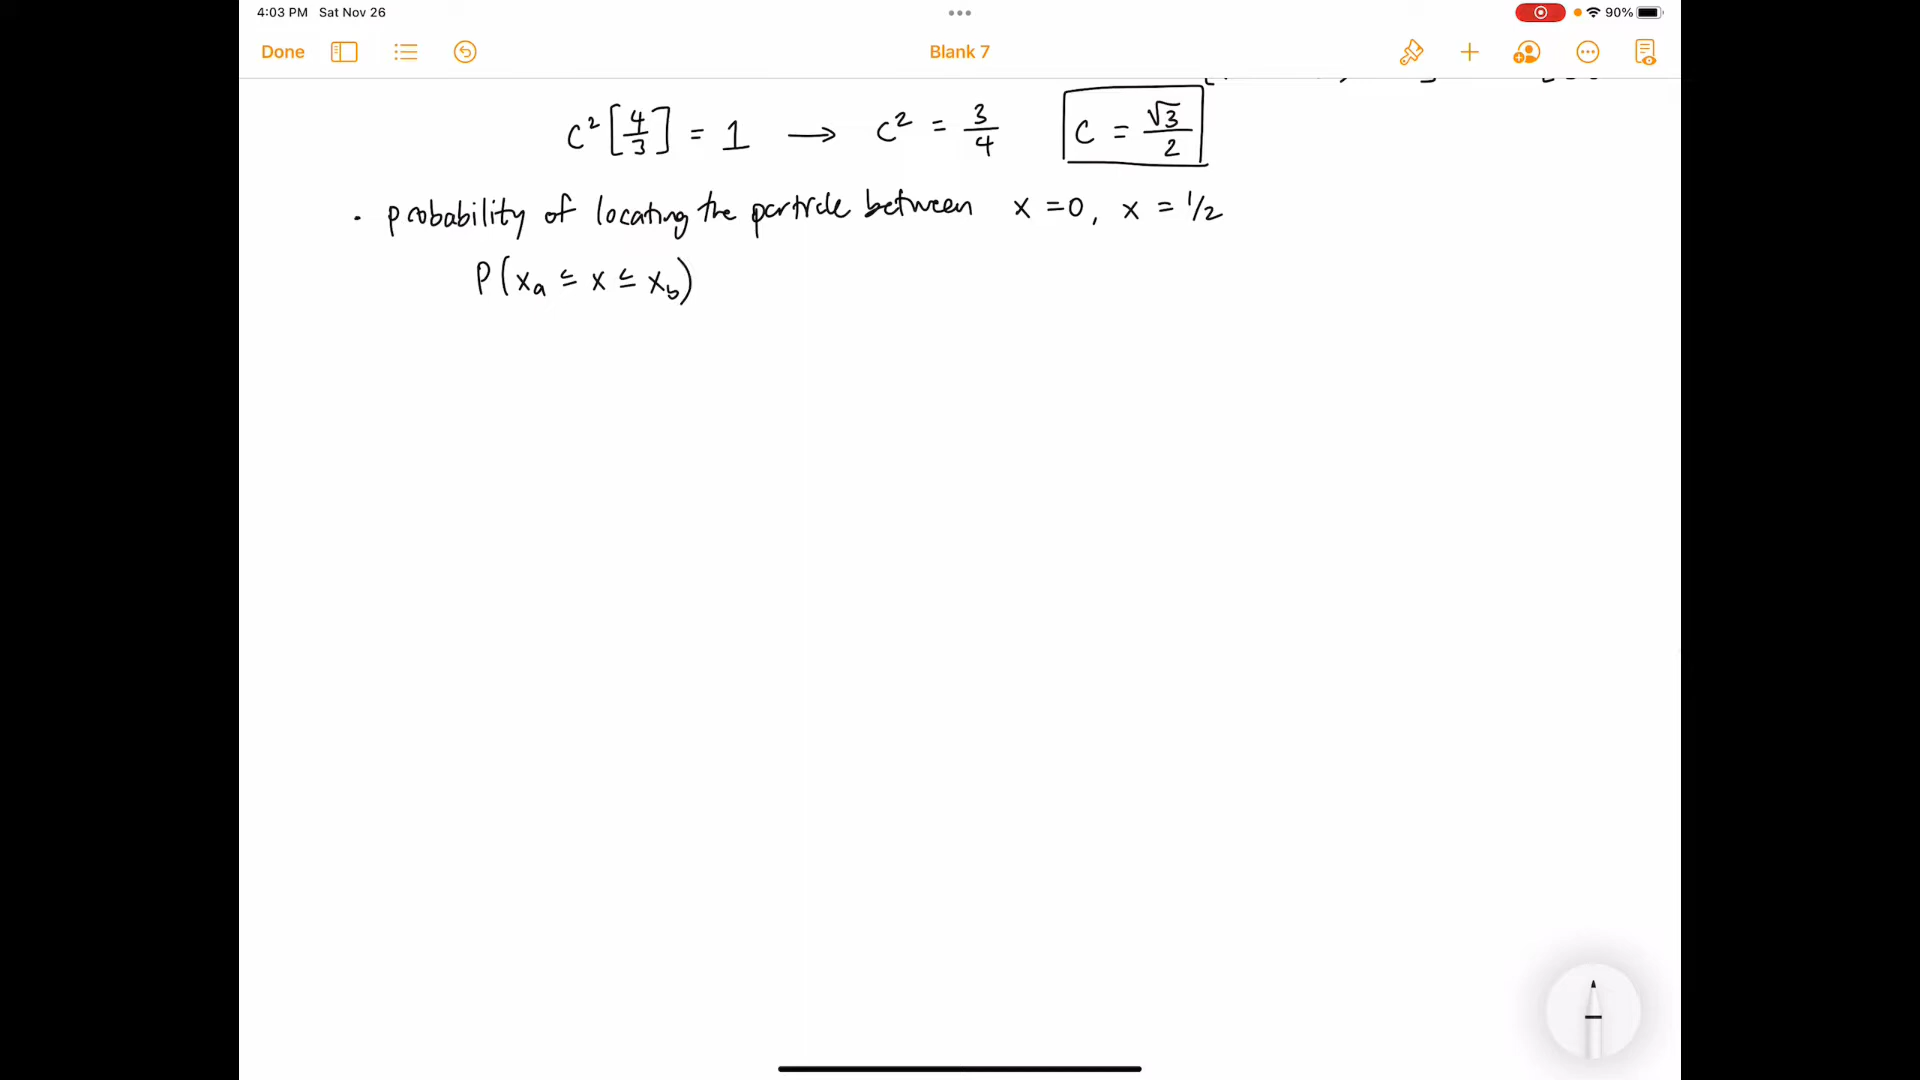 4:03 PM Sat Nov 26
90%
Done
Blank 7
c² [4/3] = 1 → c² = 3/4 C = √3/2
· probability of locating the particle between x = 0, x = 1/2
P(xₐ ≤ x ≤ x_b)